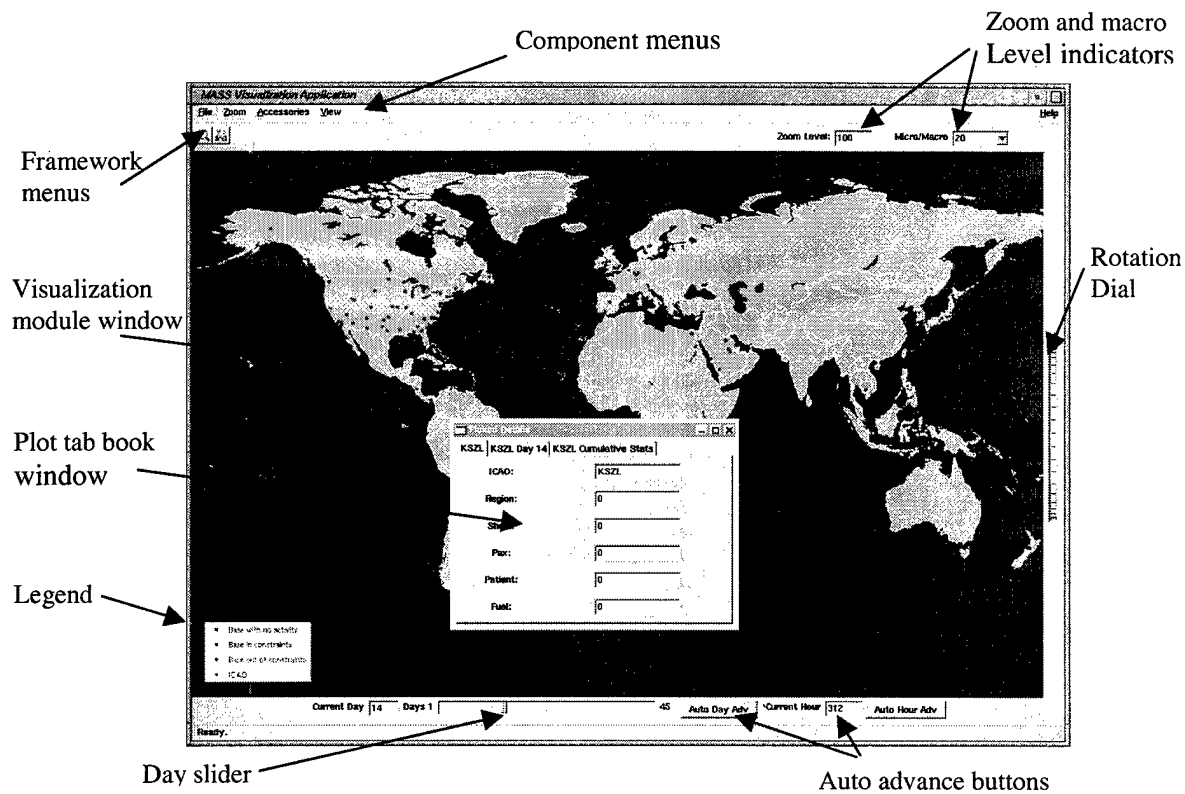 Component menus
Zoom and macro
Level indicators
MASS Visualization Application
File Zoom Accessories View Help
Zoom Level: 100 Micro/Macro 20
Framework
menus
Rotation
Dial
Visualization
module window
Plot tab book
window
KSZL KSZL Day 14 KSZL Cumulative Stats
ICAO: KSZL
Region: 0
0
Pax: 0
Patient: 0
Fuel: 0
Legend
Base with no activity
Base in constraints
Base out of constraints
ICAO
Current Day 14 Days 1 45 Auto Day Adv Current Hour 312 Auto Hour Adv
Ready.
Day slider
Auto advance buttons